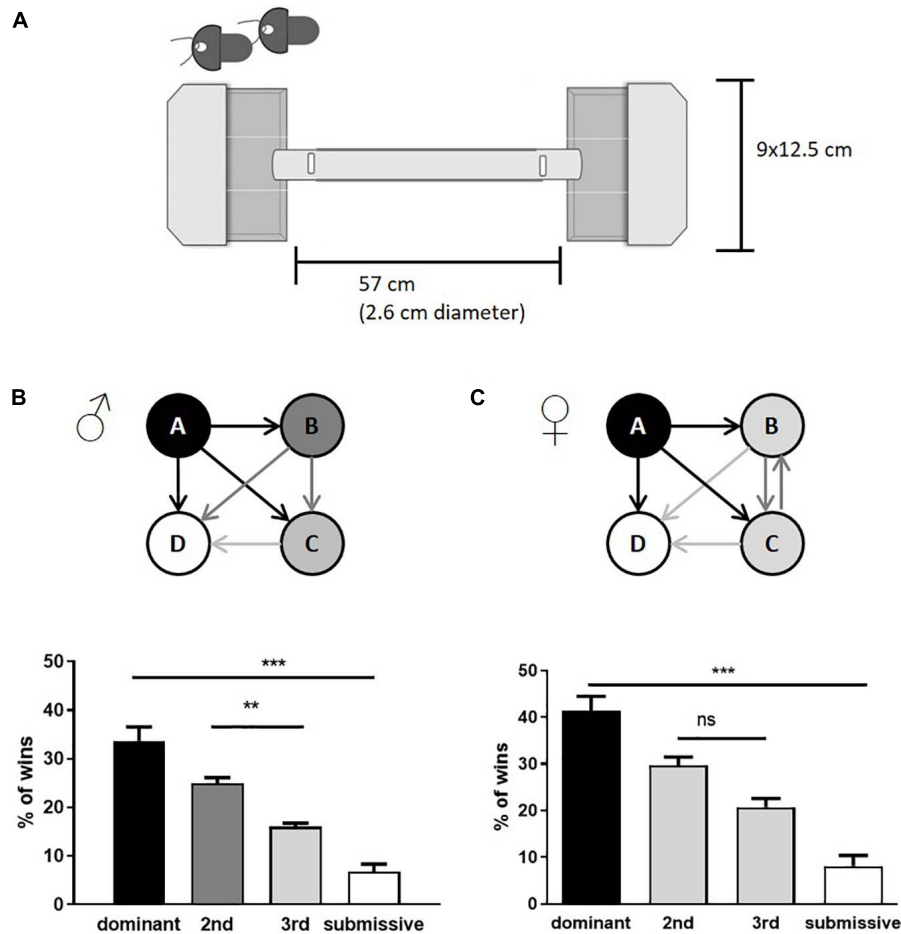 A
9x12.5 cm
57 cm
(2.6 cm diameter)
B
♂
A
B
D
C
C
♀
A
B
D
C
50
40
30
20
10
0
% of wins
***
**
dominant 2nd 3rd submissive
50
40
30
20
10
0
% of wins
***
ns
dominant 2nd 3rd submissive